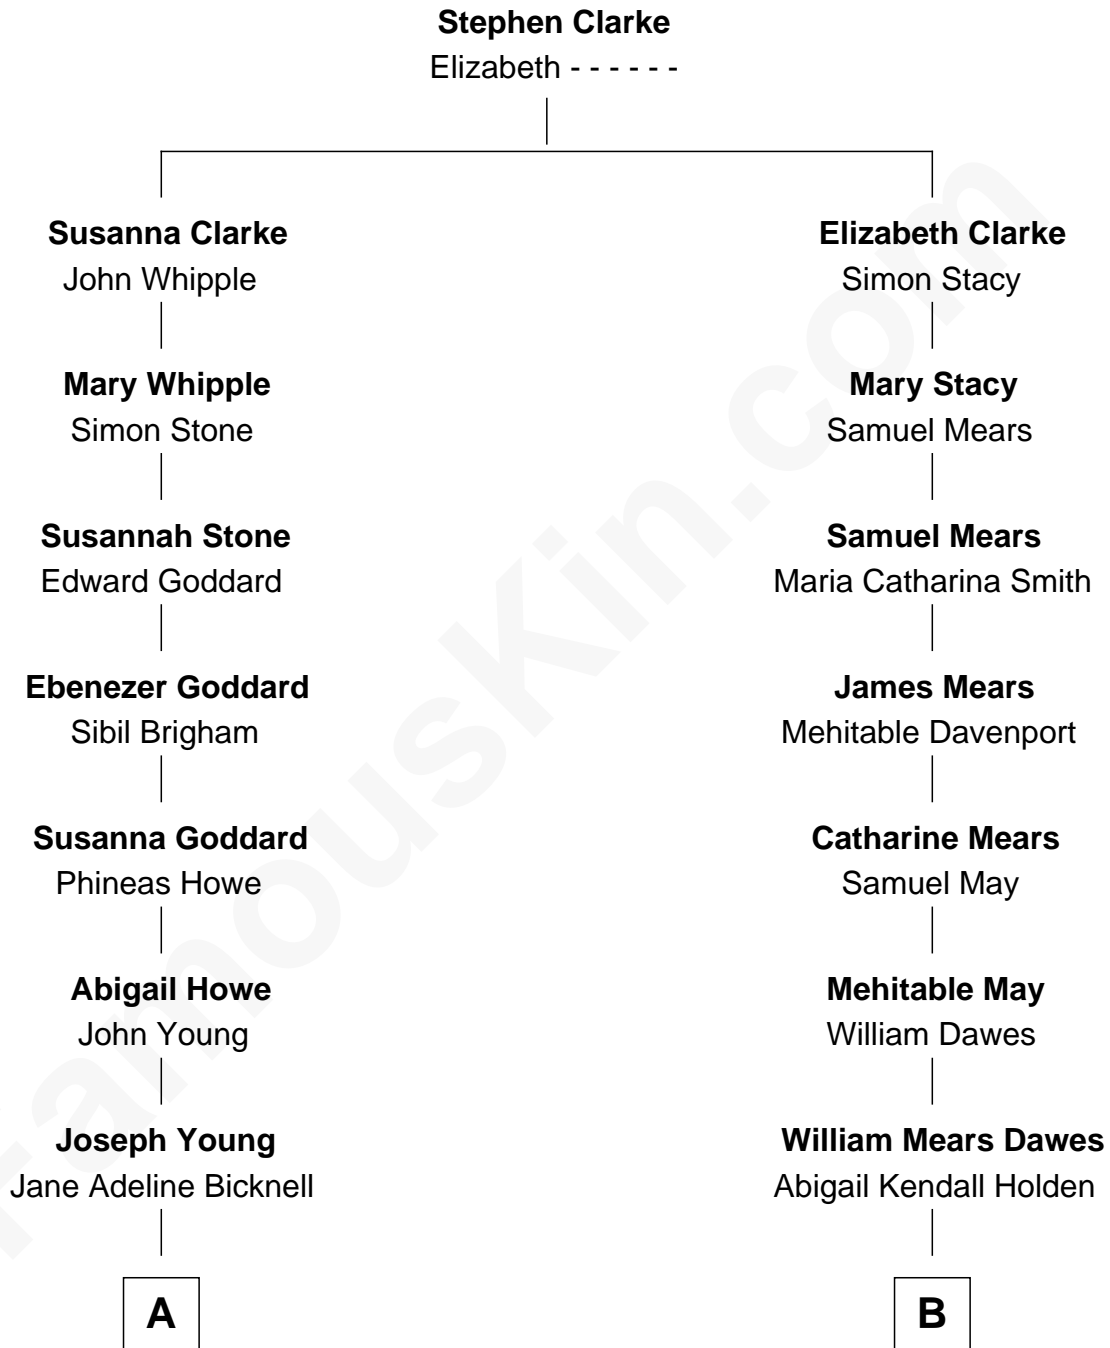 Stephen Clarke
Elizabeth - - - - - -
Susanna Clarke
John Whipple
Elizabeth Clarke
Simon Stacy
Mary Whipple
Simon Stone
Mary Stacy
Samuel Mears
Susannah Stone
Edward Goddard
Samuel Mears
Maria Catharina Smith
Ebenezer Goddard
Sibil Brigham
James Mears
Mehitable Davenport
Susanna Goddard
Phineas Howe
Catharine Mears
Samuel May
Abigail Howe
John Young
Mehitable May
William Dawes
Joseph Young
Jane Adeline Bicknell
William Mears Dawes
Abigail Kendall Holden
A
B
FamousKin.com